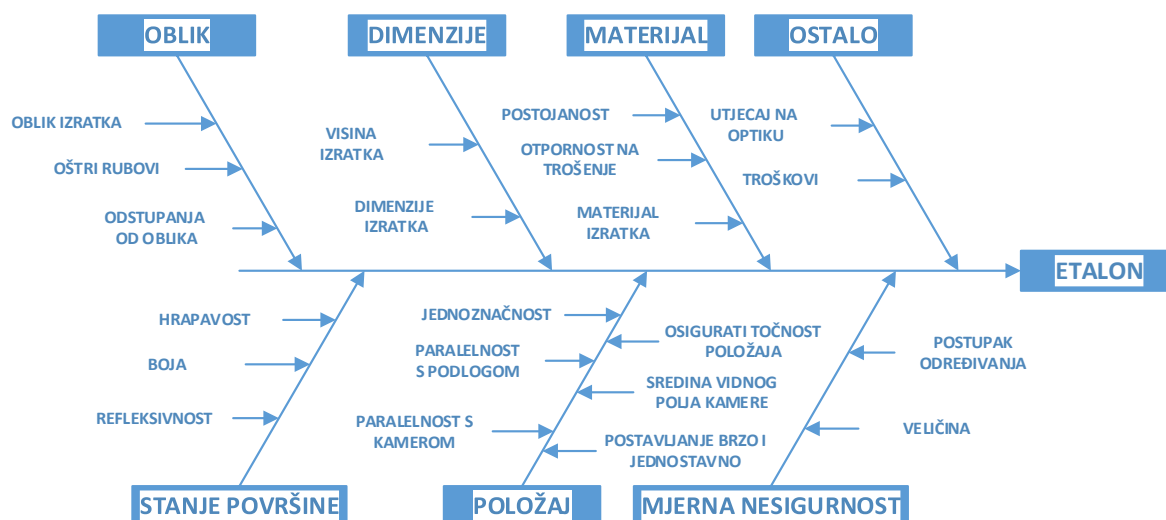 OBLIK
DIMENZIJE
MATERIJAL
OSTALO
OBLIK IZRATKA
OŠTRI RUBOVI
ODSTUPANJA
OD OBLIKA
VISINA
IZRATKA
DIMENZIJE
IZRATKA
POSTOJANOST
OTPORNOST NA
TROŠENJE
MATERIJAL
IZRATKA
UTJECAJ NA
OPTIKU
TROŠKOVI
ETALON
HRAPAVOST
BOJA
REFLEKSIVNOST
JEDNOZNAČNOST
PARALELNOST
S PODLOGOM
PARALELNOST S
KAMEROM
OSIGURATI TOČNOST
POLOŽAJA
SREDINA VIDNOG
POLJA KAMERE
POSTAVLJANJE BRZO I
JEDNOSTAVNO
POSTUPAK
ODREĐIVANJA
VELIČINA
STANJE POVRŠINE
POLOŽAJ
MJERNA NESIGURNOST